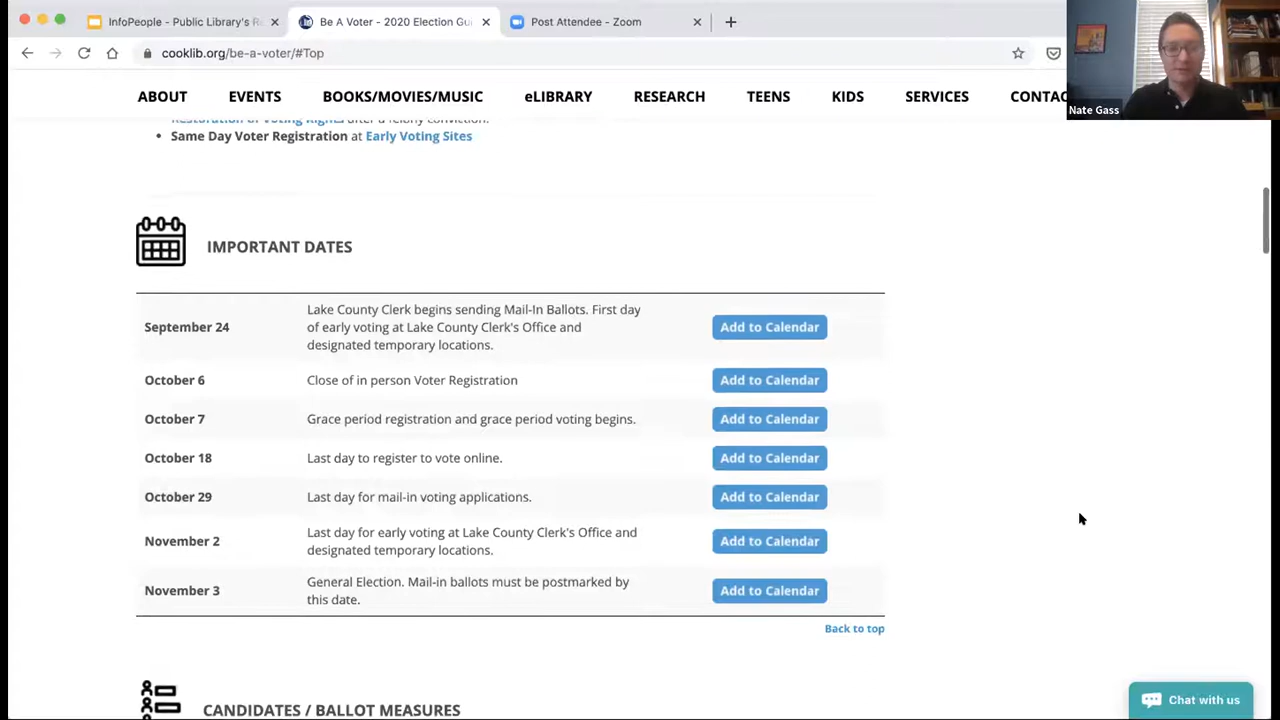 InfoPeople - Public Library's R
Be A Voter - 2020 Election Gu
Post Attendee - Zoom
cooklib.org/be-a-voter/#Top
Nate Gass
ABOUT EVENTS BOOKS/MOVIES/MUSIC eLIBRARY RESEARCH TEENS KIDS SERVICES CONTAC
Restoration of Voting Rights after a felony conviction.
• Same Day Voter Registration at Early Voting Sites
IMPORTANT DATES
September 24
Lake County Clerk begins sending Mail-In Ballots. First day
of early voting at Lake County Clerk's Office and
designated temporary locations.
Add to Calendar
October 6
Close of in person Voter Registration
Add to Calendar
October 7
Grace period registration and grace period voting begins.
Add to Calendar
October 18
Last day to register to vote online.
Add to Calendar
October 29
Last day for mail-in voting applications.
Add to Calendar
November 2
Last day for early voting at Lake County Clerk's Office and
designated temporary locations.
Add to Calendar
November 3
General Election. Mail-in ballots must be postmarked by
this date.
Add to Calendar
Back to top
CANDIDATES / BALLOT MEASURES
Chat with us